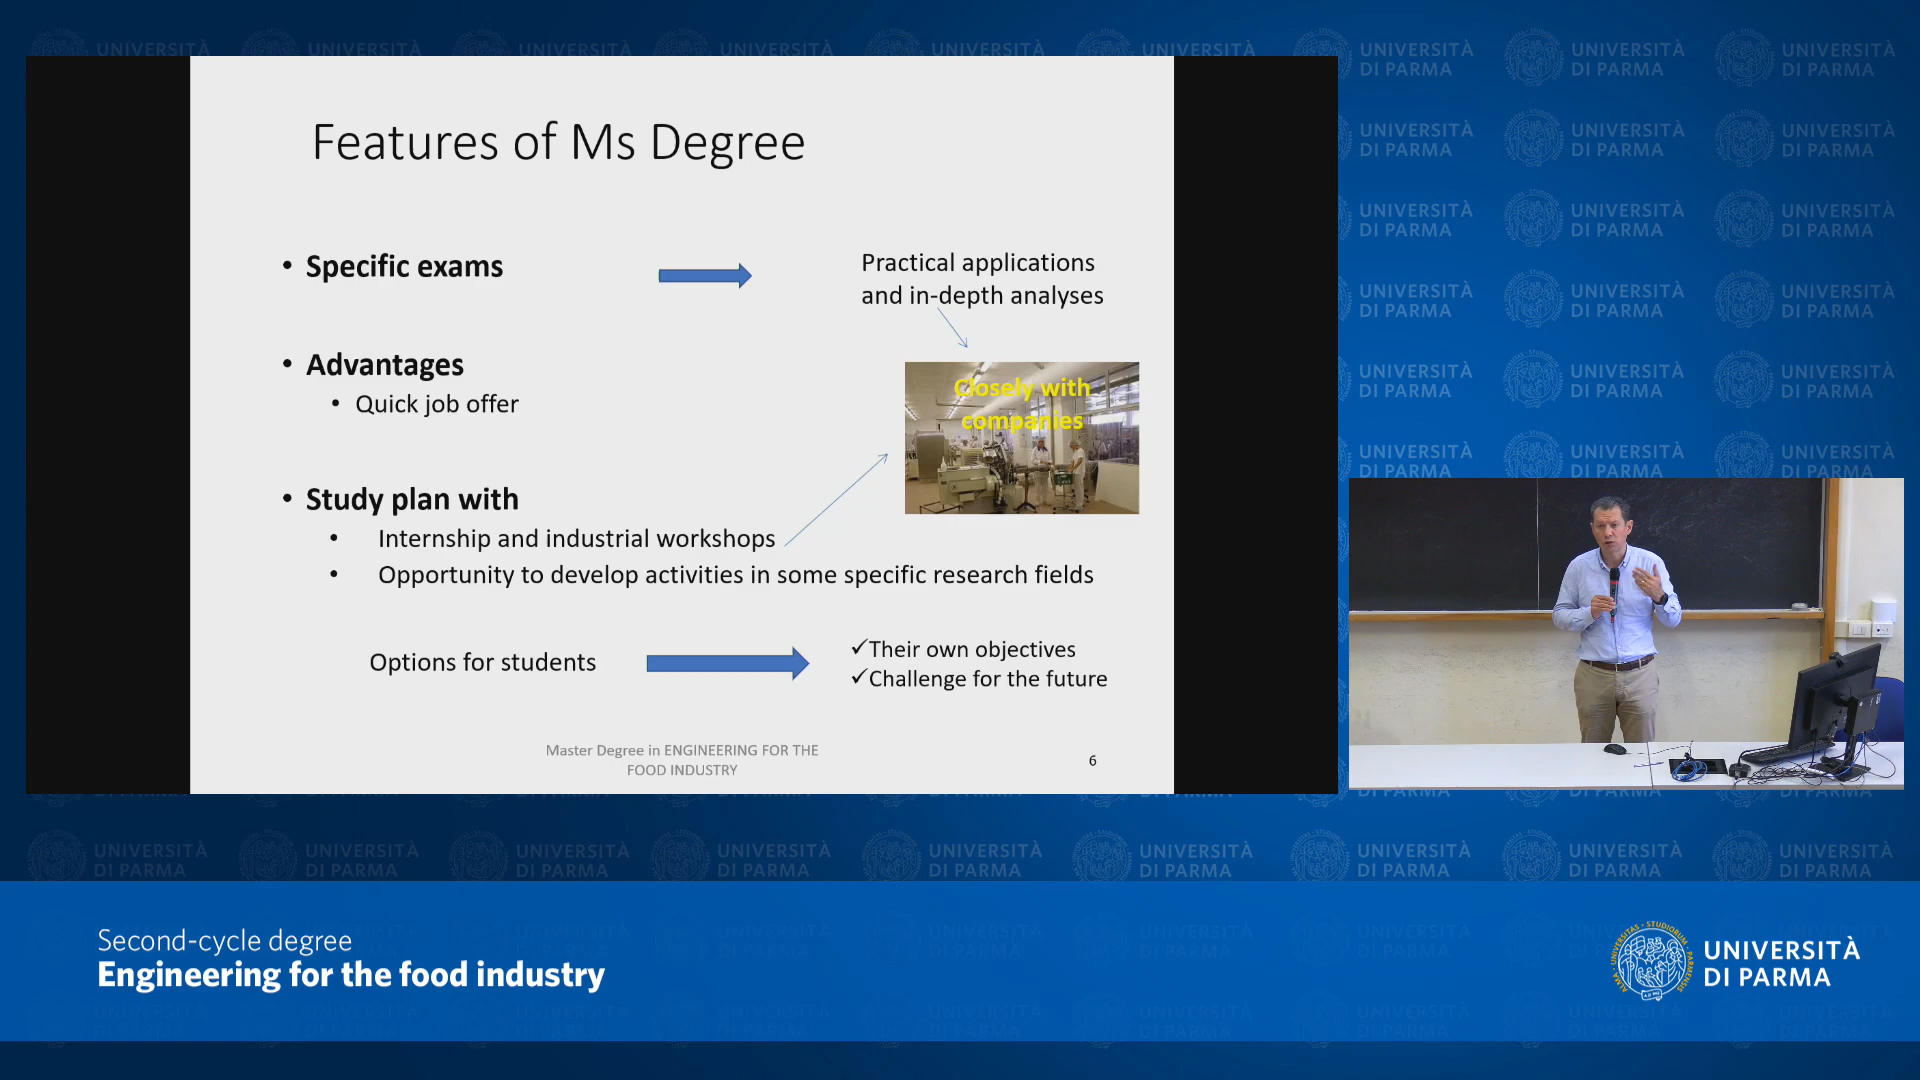 Features of Ms Degree
• Specific exams
Practical applications
and in-depth analyses
• Advantages
• Quick job offer
Closely with
companies
• Study plan with
• Internship and industrial workshops
• Opportunity to develop activities in some specific research fields
Options for students
✓Their own objectives
✓Challenge for the future
Master Degree in ENGINEERING FOR THE
FOOD INDUSTRY
6
Second-cycle degree
Engineering for the food industry
UNIVERSITÀ
DI PARMA